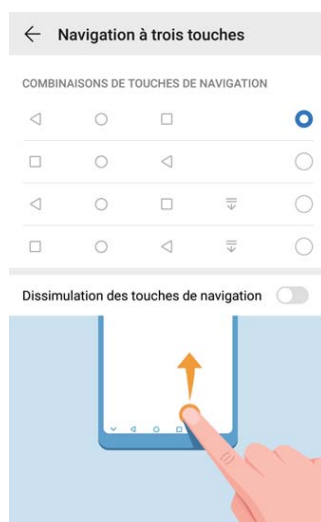 Navigation à trois touches
COMBINAISONS DE TOUCHES DE NAVIGATION
Dissimulation des touches de navigation